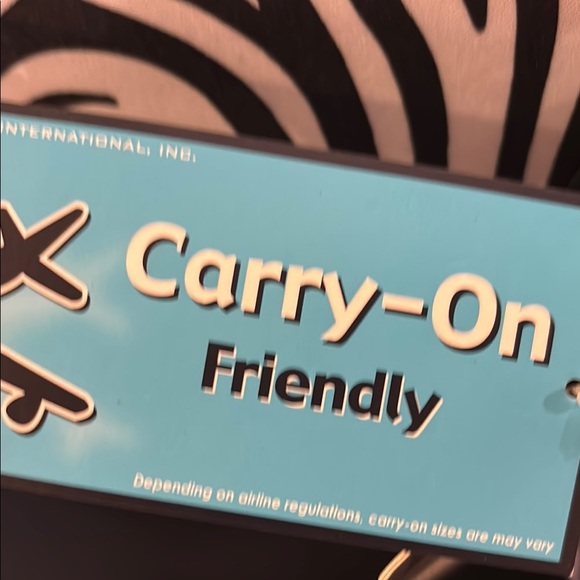 INTERNATIONAL, INC.
Carry-On
Friendly
Depending on airline regulations, carry-on sizes are may vary